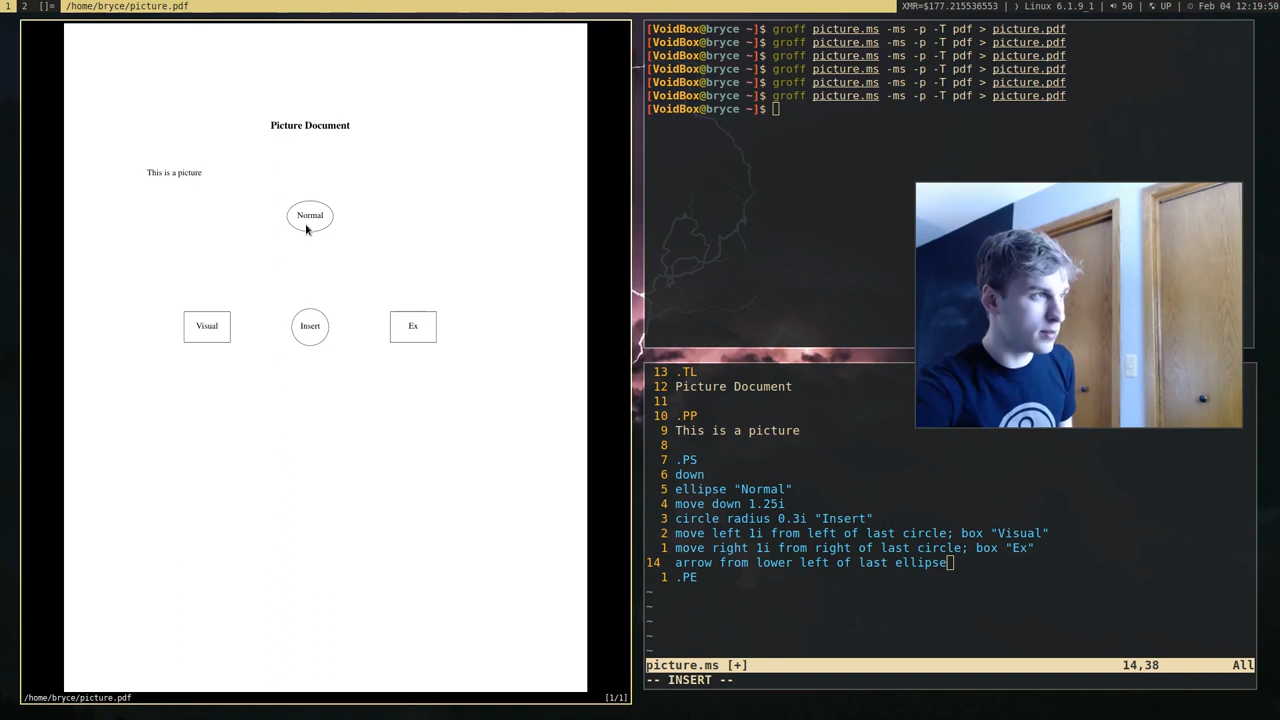 1 2 []= /home/bryce/picture.pdf
XMR=$177.215536553 | Linux 6.1.9_1 | 50 | UP | Feb 04 12:19:50
Picture Document
This is a picture
Normal
Visual Insert Ex
/home/bryce/picture.pdf [1/1]
[VoidBox@bryce ~]$ groff picture.ms -ms -p -T pdf > picture.pdf
[VoidBox@bryce ~]$ groff picture.ms -ms -p -T pdf > picture.pdf
[VoidBox@bryce ~]$ groff picture.ms -ms -p -T pdf > picture.pdf
[VoidBox@bryce ~]$ groff picture.ms -ms -p -T pdf > picture.pdf
[VoidBox@bryce ~]$ groff picture.ms -ms -p -T pdf > picture.pdf
[VoidBox@bryce ~]$ groff picture.ms -ms -p -T pdf > picture.pdf
[VoidBox@bryce ~]$
13 .TL
12 Picture Document
11
10 .PP
9 This is a picture
8
7 .PS
6 down
5 ellipse "Normal"
4 move down 1.25i
3 circle radius 0.3i "Insert"
2 move left 1i from left of last circle; box "Visual"
1 move right 1i from right of last circle; box "Ex"
14 arrow from lower left of last ellipse
1 .PE
~
~
~
~
~
picture.ms [+] 14,38 All
-- INSERT --